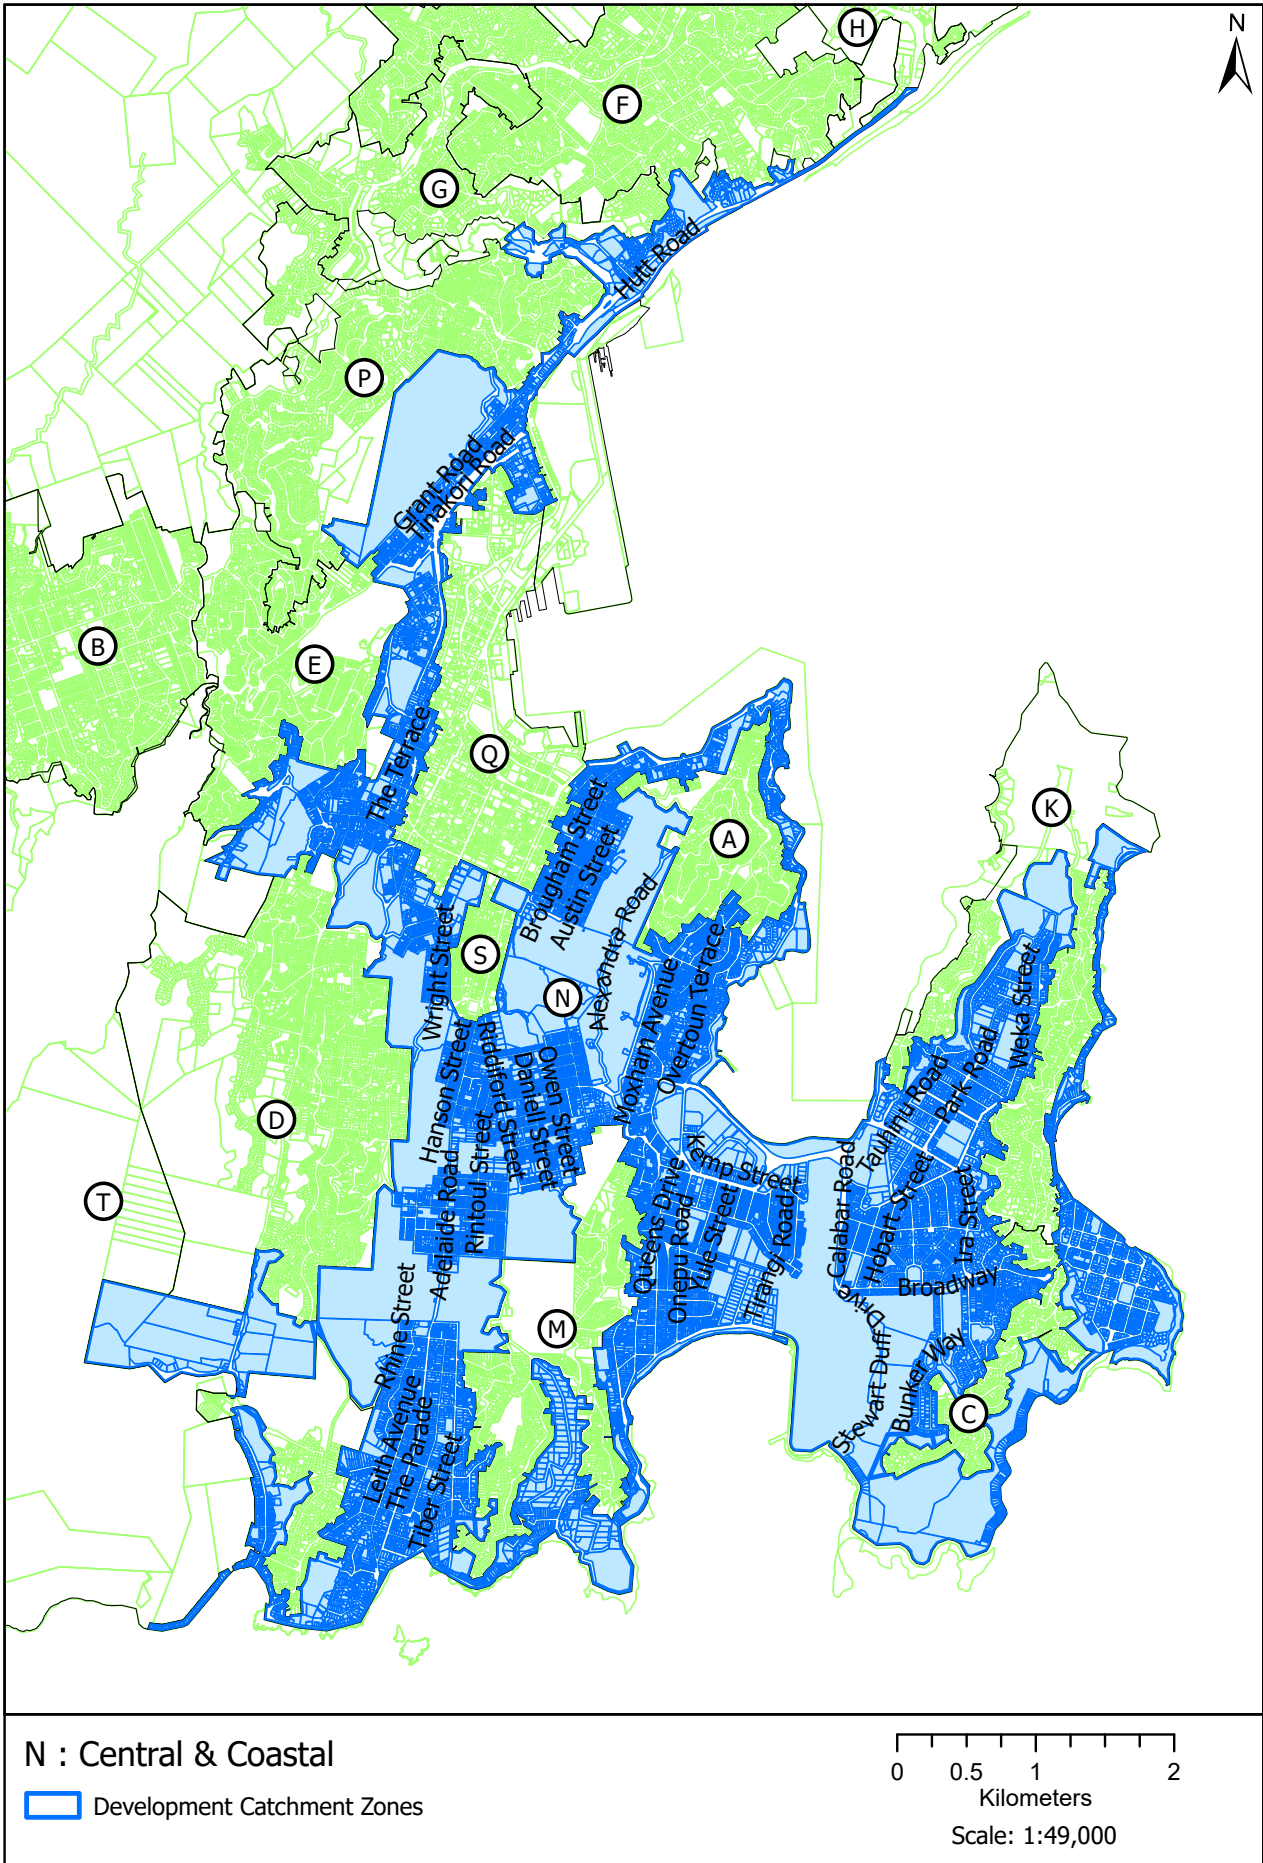 H
N
F
G
Hutt Road
P
Grant Road
Tinakori Road
B
E
The Terrace
Q
K
A
Brougham Street
Austin Street
Alexandra Road
Wright Street
S
N
Moxham Avenue
Overtoun Terrace
Weka Street
Park Road
Tauhinu Road
Hanson Street
Riddiford Street
Daniell Street
Owen Street
D
T
Adelaide Road
Rintoul Street
Kemp Street
Queens Drive
Onepu Road
Yule Street
Tirangi Road
Calabar Road
Hobart Street
Ira Street
Broadway
Stewart Duff Drive
Bunker Way
M
C
Rhine Street
Leith Avenue
The Parade
Tiber Street
N : Central & Coastal
Development Catchment Zones
0 0.5 1 2
Kilometers
Scale: 1:49,000